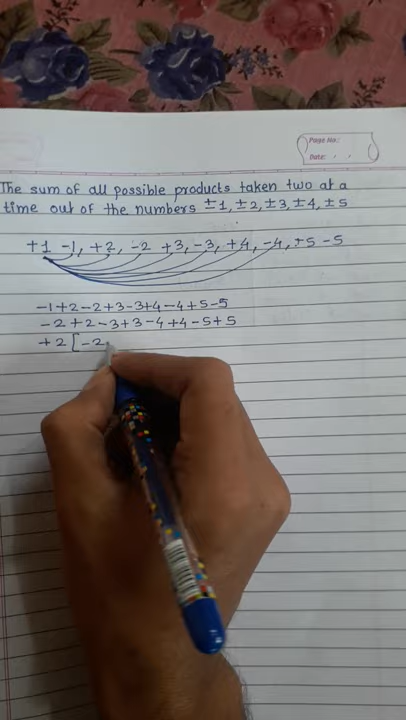 Page No:
Date: , ,
The sum of all possible products taken two at a
time out of the numbers ±1, ±2, ±3, ±4, ±5
+1 -1, +2, -2 +3, -3, +4, -4, +5 -5
-1+2-2+3-3+4-4+5-5
-2+2-3+3-4+4-5+5
+2[-2